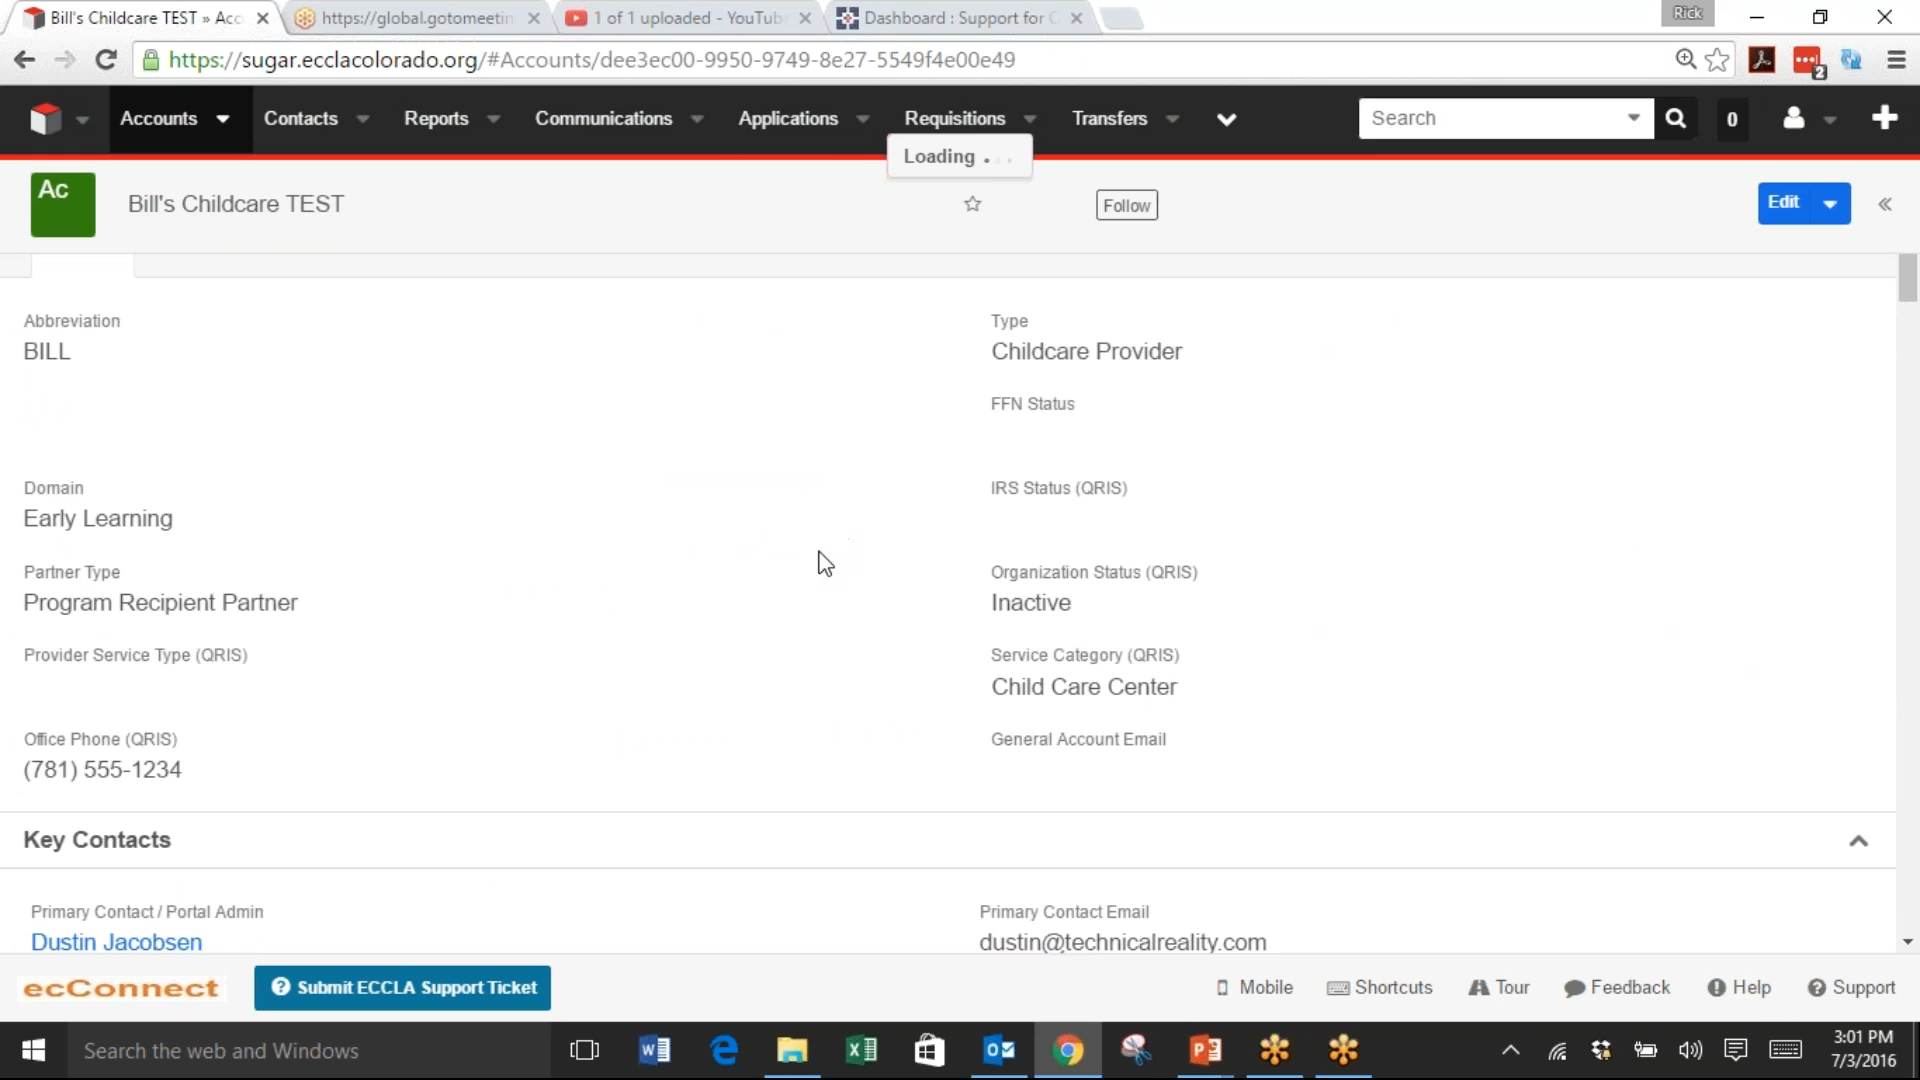 Bill's Childcare TEST » Acc
https://global.gotomeetin
1 of 1 uploaded - YouTub
Dashboard : Support for C
Rick
https://sugar.ecclacolorado.org/#Accounts/dee3ec00-9950-9749-8e27-5549f4e00e49
2
Accounts
Contacts
Reports
Communications
Applications
Requisitions
Transfers
Search
0
Loading . . .
Ac
Bill's Childcare TEST
Follow
Edit
Abbreviation
BILL
Type
Childcare Provider
FFN Status
Domain
Early Learning
IRS Status (QRIS)
Partner Type
Program Recipient Partner
Organization Status (QRIS)
Inactive
Provider Service Type (QRIS)
Service Category (QRIS)
Child Care Center
Office Phone (QRIS)
(781) 555-1234
General Account Email
Key Contacts
Primary Contact / Portal Admin
Dustin Jacobsen
Primary Contact Email
dustin@technicalreality.com
ecConnect
Submit ECCLA Support Ticket
Mobile
Shortcuts
Tour
Feedback
Help
Support
Search the web and Windows
3:01 PM
7/3/2016